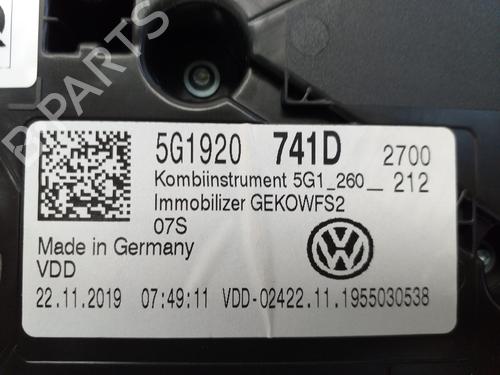 5G1920 741D 2700
Kombiinstrument 5G1_260__ 212
Immobilizer GEKOWFS2
07S
Made in Germany
VDD
22.11.2019 07:49:11 VDD-02422.11.1955030538
B PARTS